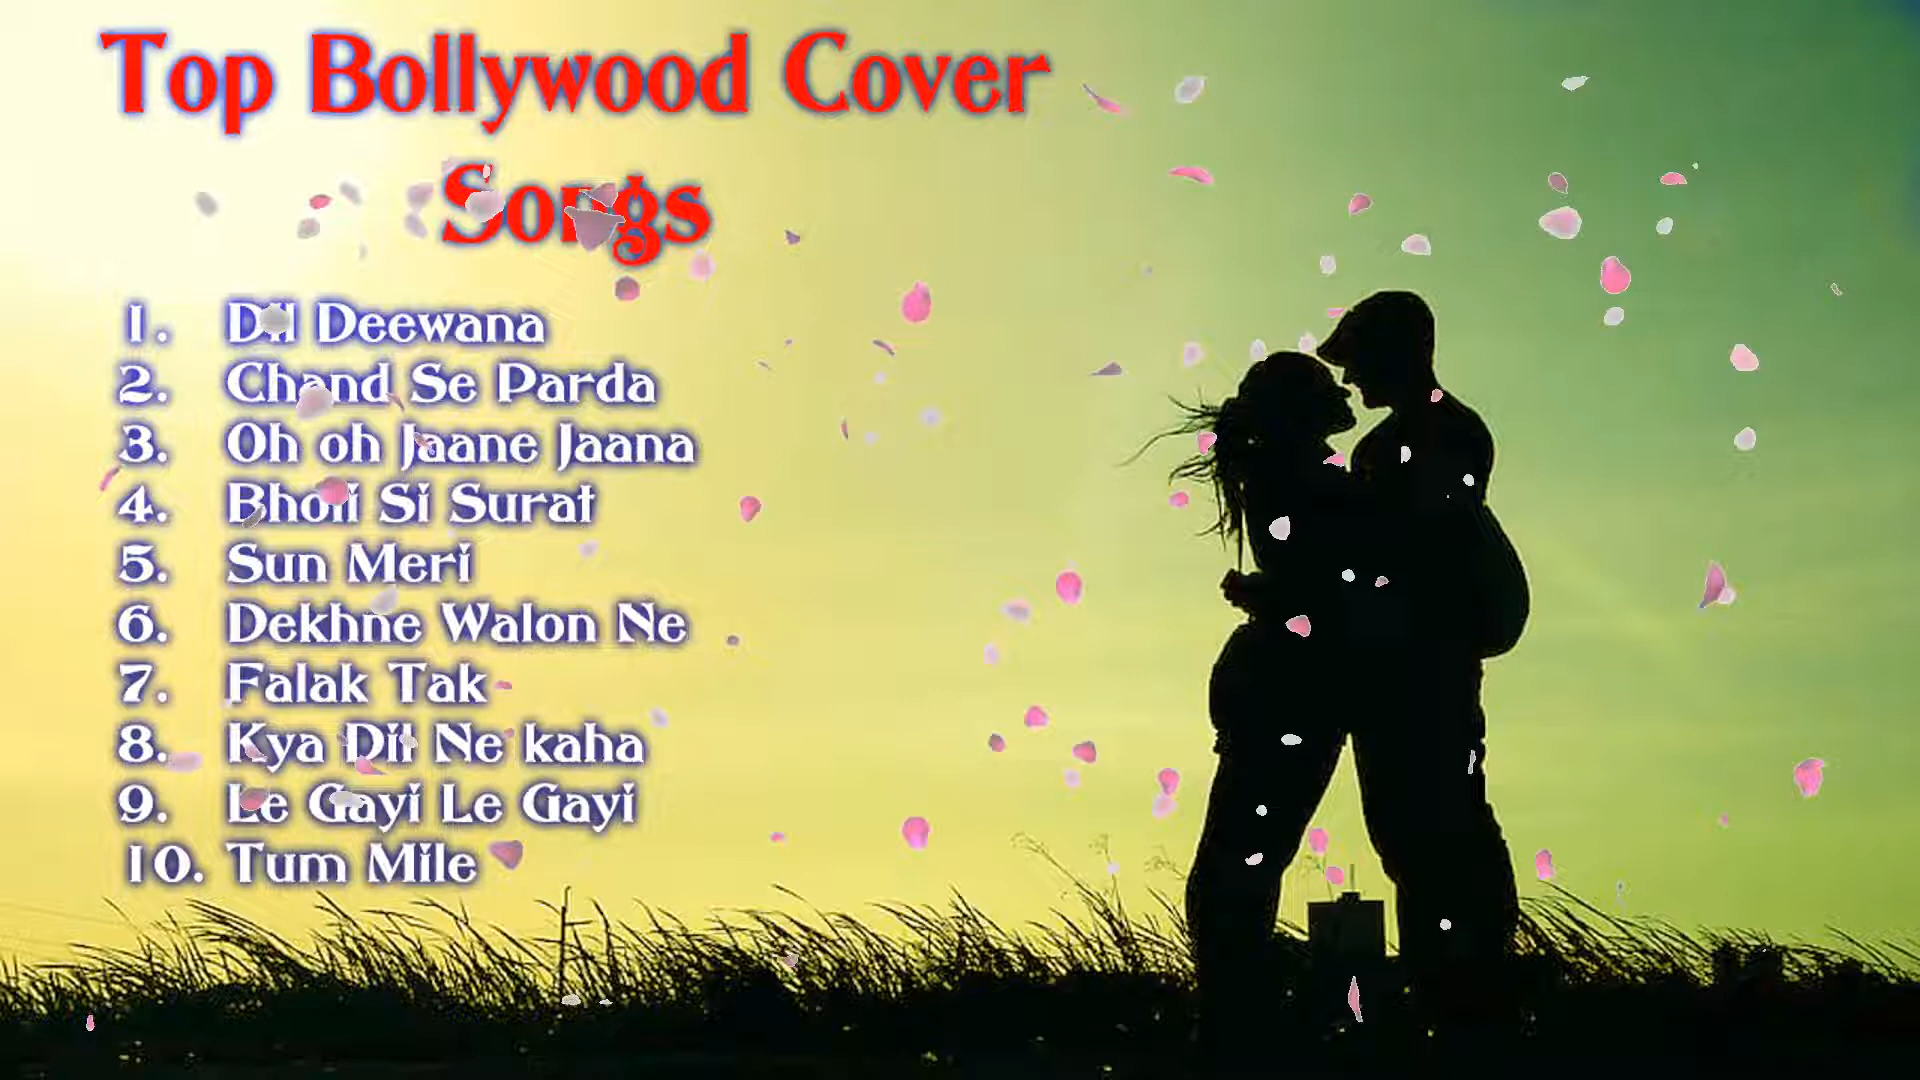 Top Bollywood Cover
Songs
1. Dil Deewana
2. Chand Se Parda
3. Oh oh Jaane Jaana
4. Bholi Si Surat
5. Sun Meri
6. Dekhne Walon Ne
7. Falak Tak
8. Kya Dil Ne kaha
9. Le Gayi Le Gayi
10. Tum Mile